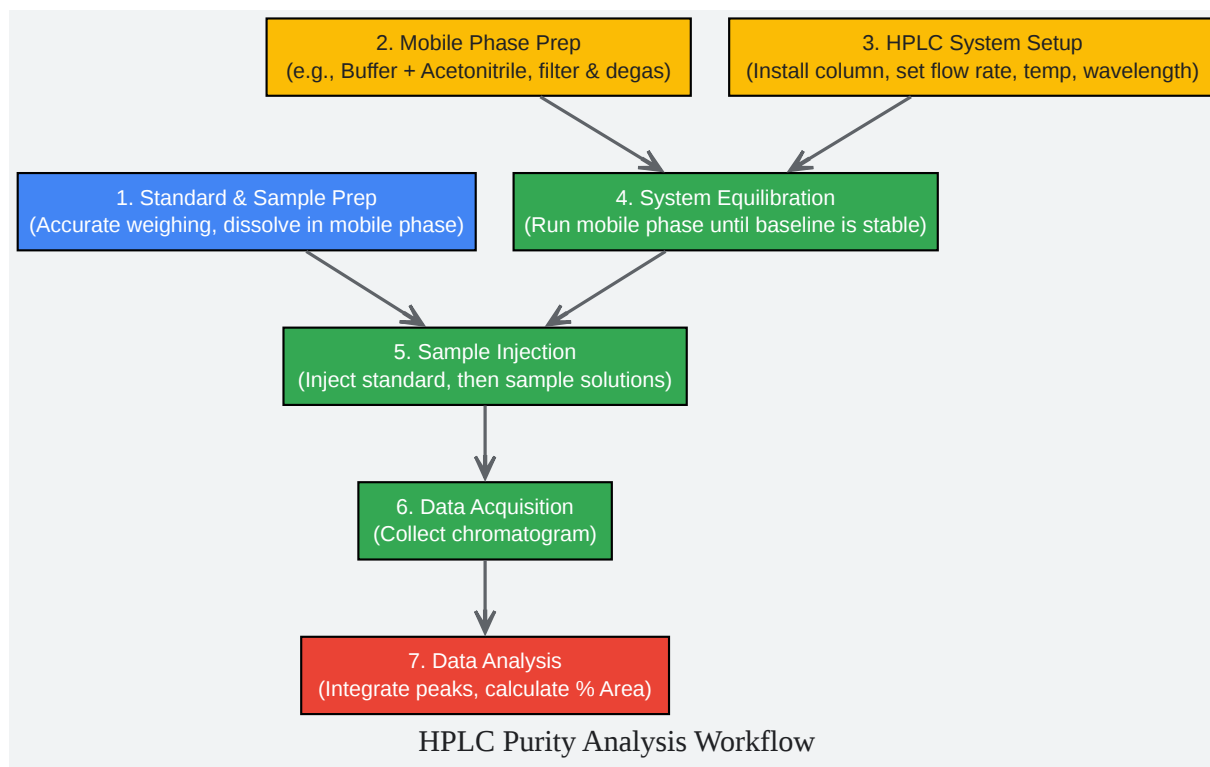 2. Mobile Phase Prep
(e.g., Buffer + Acetonitrile, filter & degas)
3. HPLC System Setup
(Install column, set flow rate, temp, wavelength)
1. Standard & Sample Prep
(Accurate weighing, dissolve in mobile phase)
4. System Equilibration
(Run mobile phase until baseline is stable)
5. Sample Injection
(Inject standard, then sample solutions)
6. Data Acquisition
(Collect chromatogram)
7. Data Analysis
(Integrate peaks, calculate % Area)
HPLC Purity Analysis Workflow